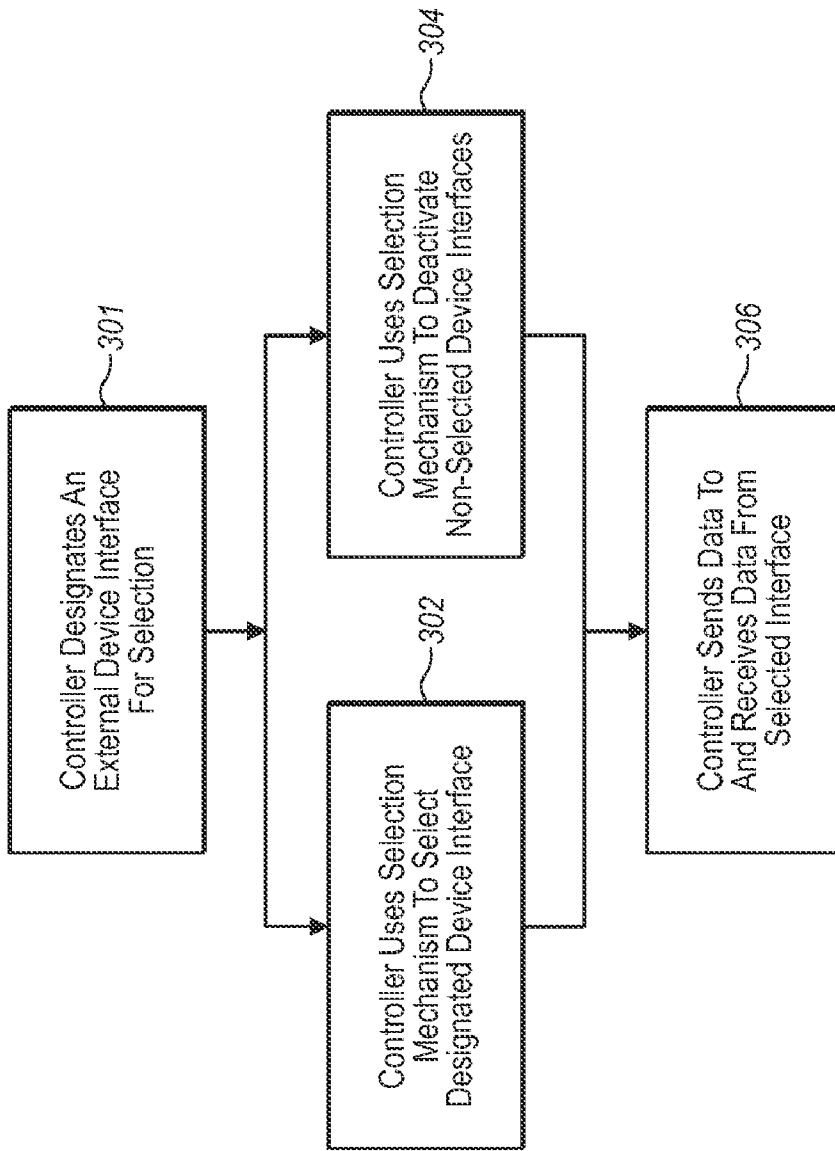 301
Controller Designates An
External Device Interface
For Selection
302
Controller Uses Selection
Mechanism To Select
Designated Device Interface
304
Controller Uses Selection
Mechanism To Deactivate
Non-Selected Device Interfaces
306
Controller Sends Data To
And Receives Data From
Selected Interface